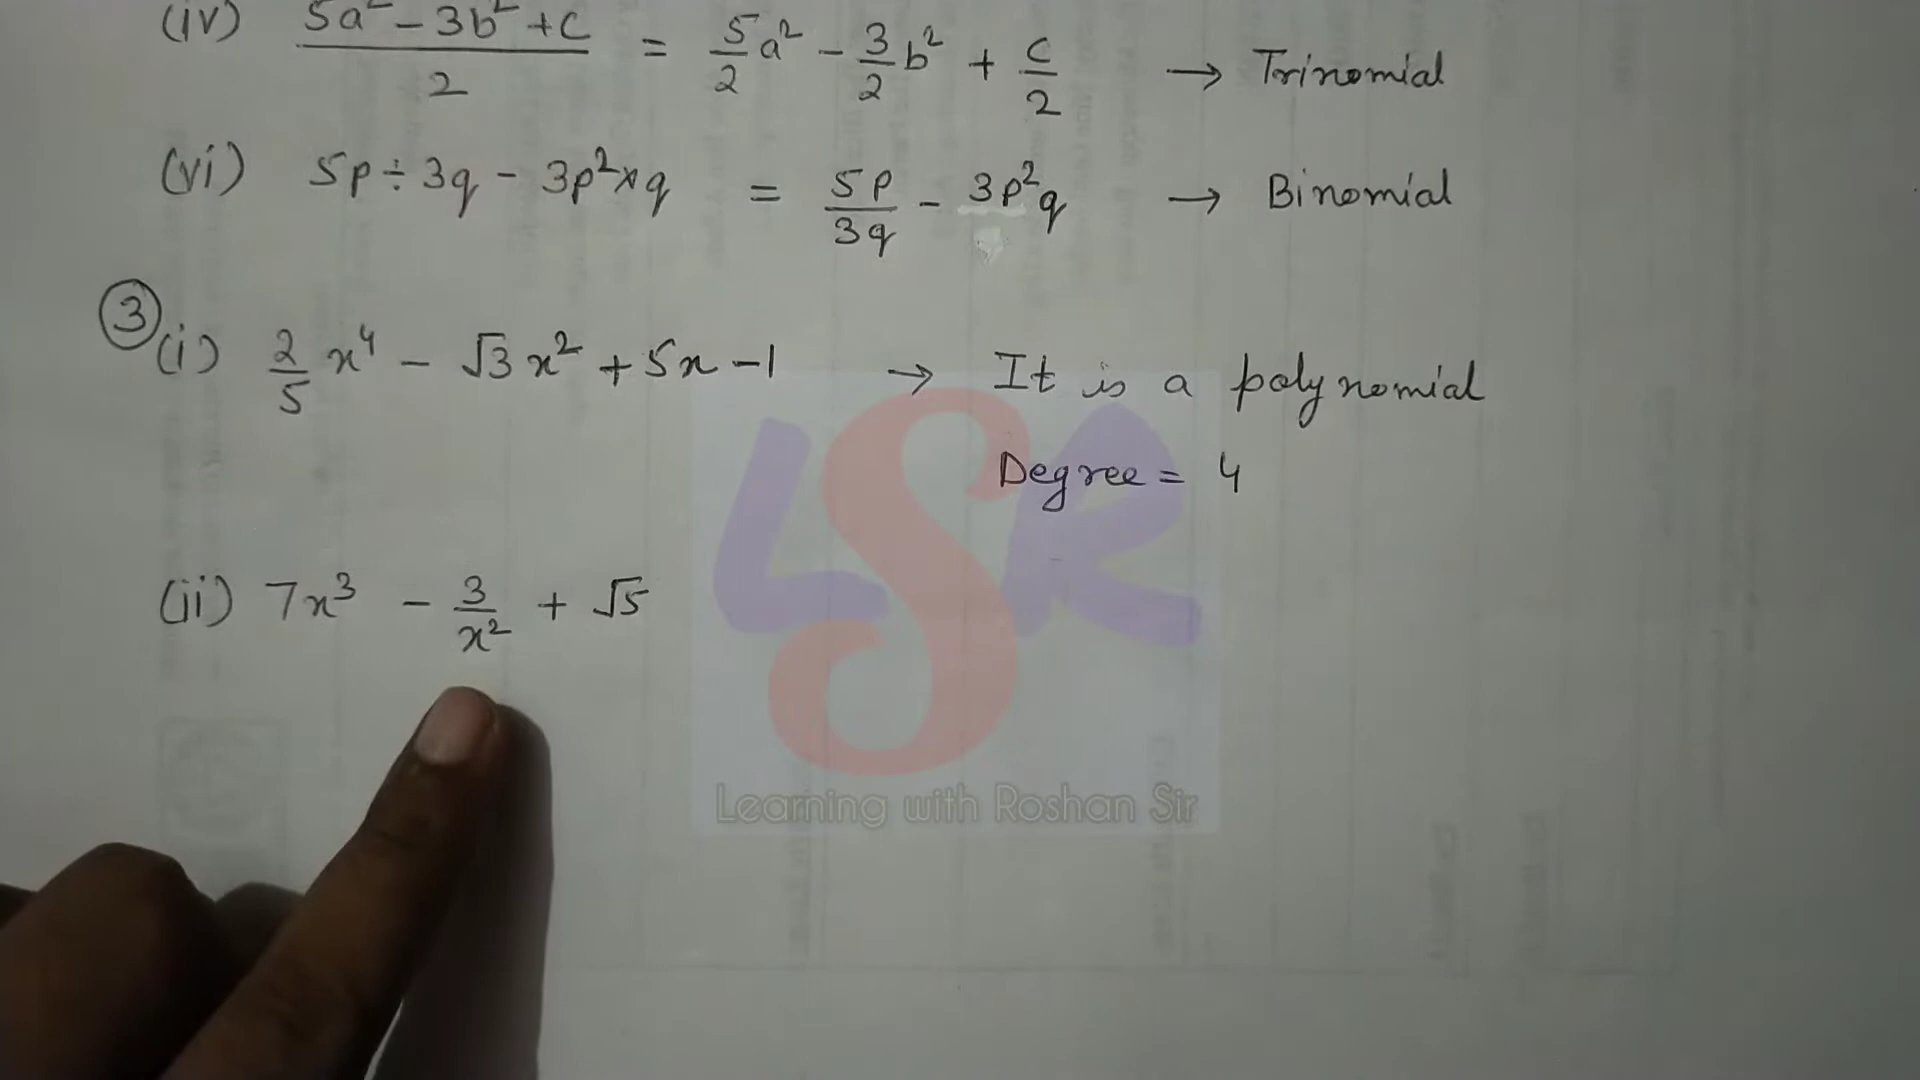 (iv) 5a² - 3b² + c / 2 = 5/2 a² - 3/2 b² + c/2 → Trinomial
(vi) 5p ÷ 3q - 3p² × q = 5p/3q - 3p²q → Binomial
③ (i) 2/5 x⁴ - √3 x² + 5x - 1 → It is a polynomial
Degree = 4
(ii) 7x³ - 3/x² + √5
LSR
Learning with Roshan Sir